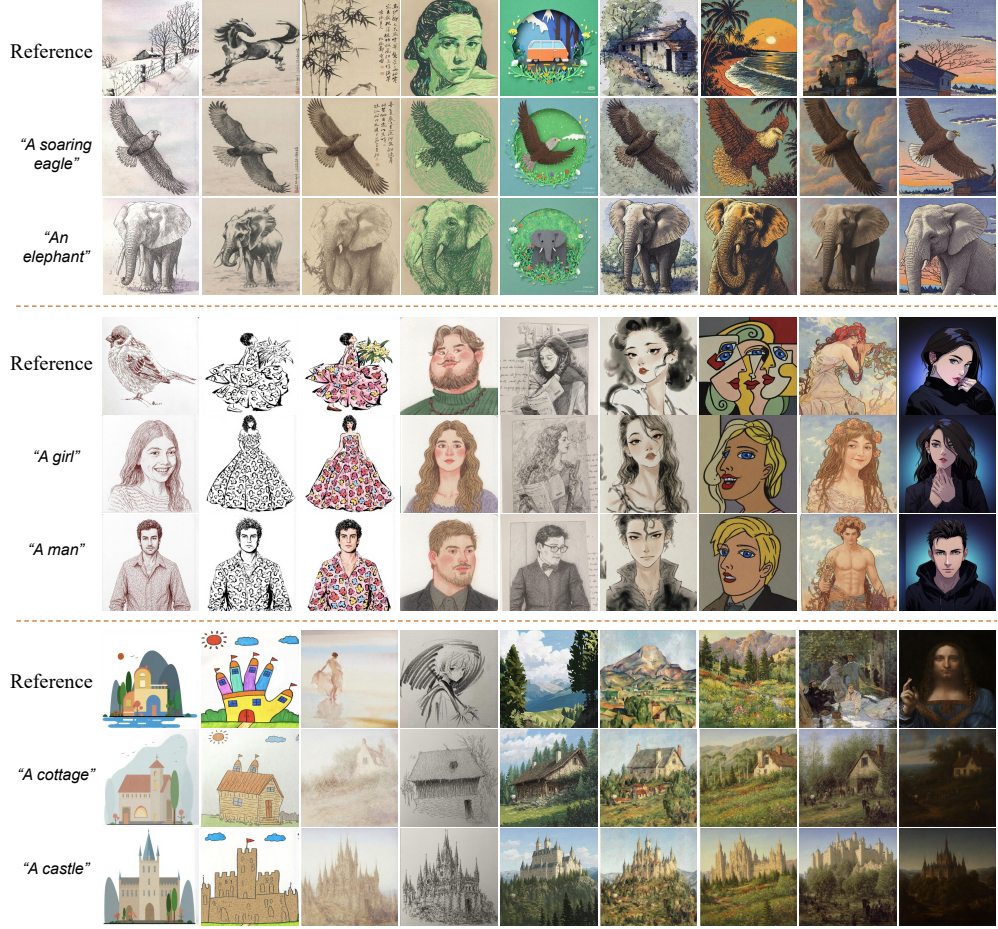 Reference
“A soaring
eagle”
“An
elephant”
Reference
“A girl”
“A man”
Reference
“A cottage”
“A castle”